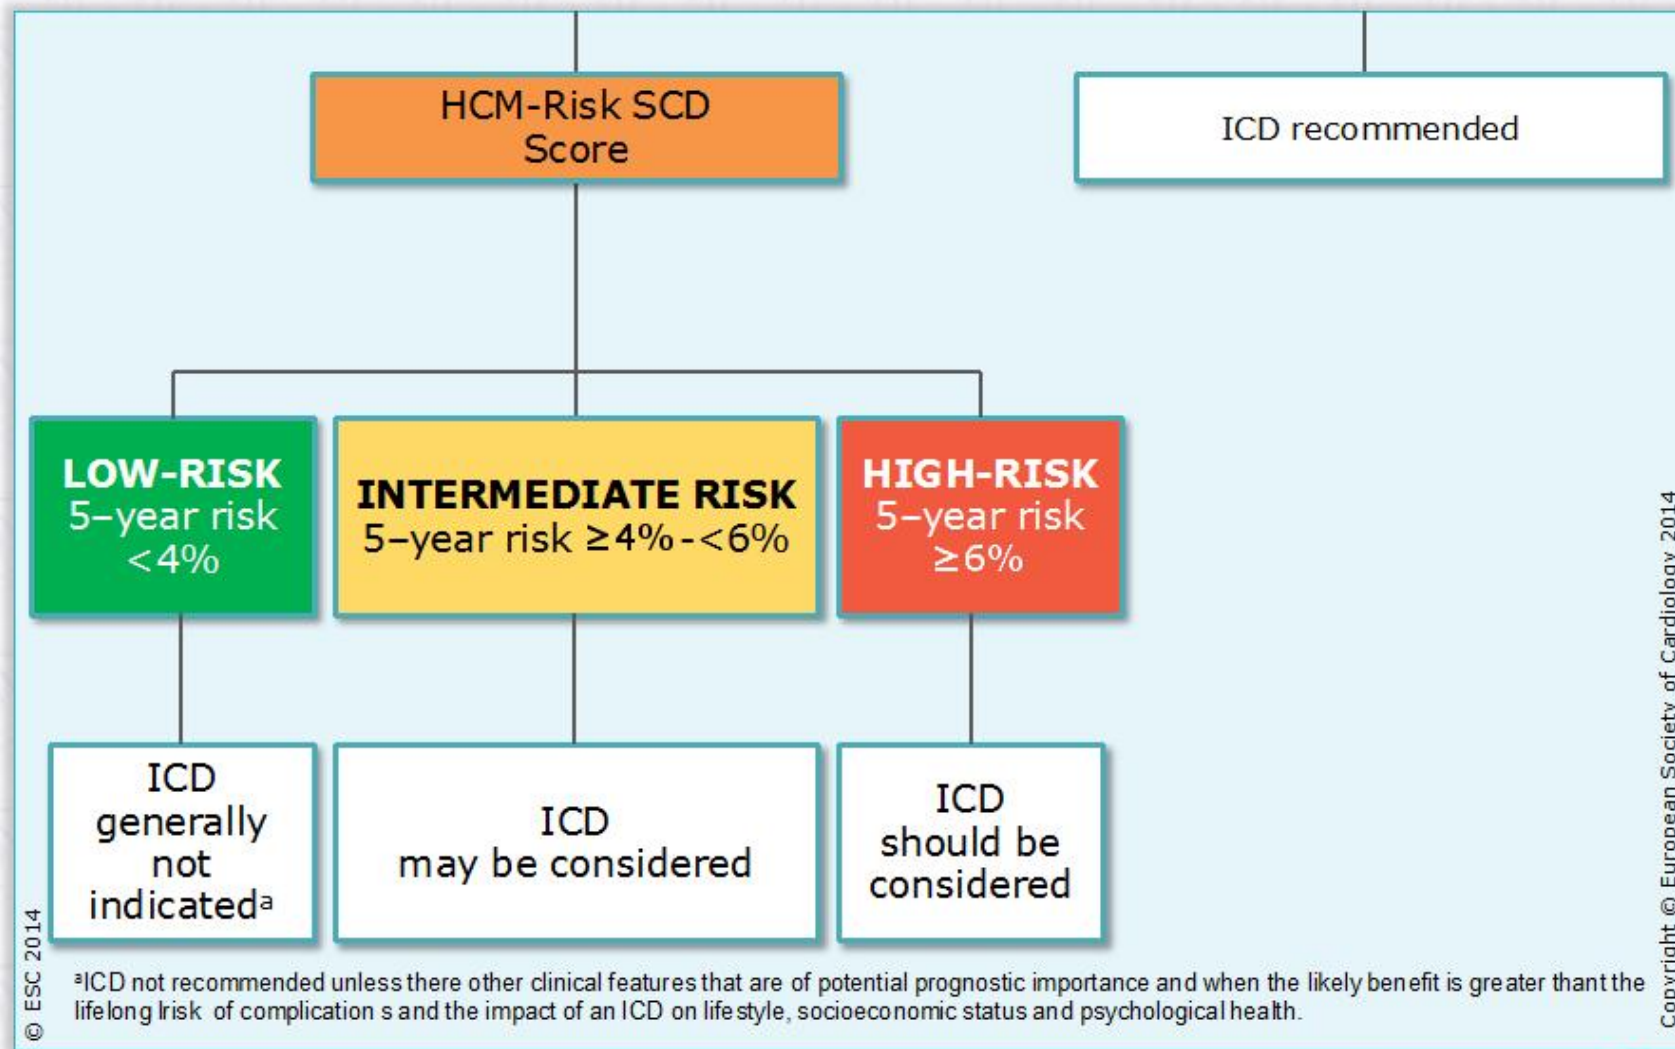 HCM-Risk SCD
Score
ICD recommended
LOW-RISK
5–year risk
<4%
INTERMEDIATE RISK
5–year risk ≥4%-<6%
HIGH-RISK
5–year risk
≥6%
ICD
generally
not
indicatedᵃ
ICD
may be considered
ICD
should be
considered
ᵃICD not recommended unless there other clinical features that are of potential prognostic importance and when the likely benefit is greater thant the
lifelong lrisk of complication s and the impact of an ICD on lifestyle, socioeconomic status and psychological health.
© ESC 2014
Copyright © European Society of Cardiology 2014